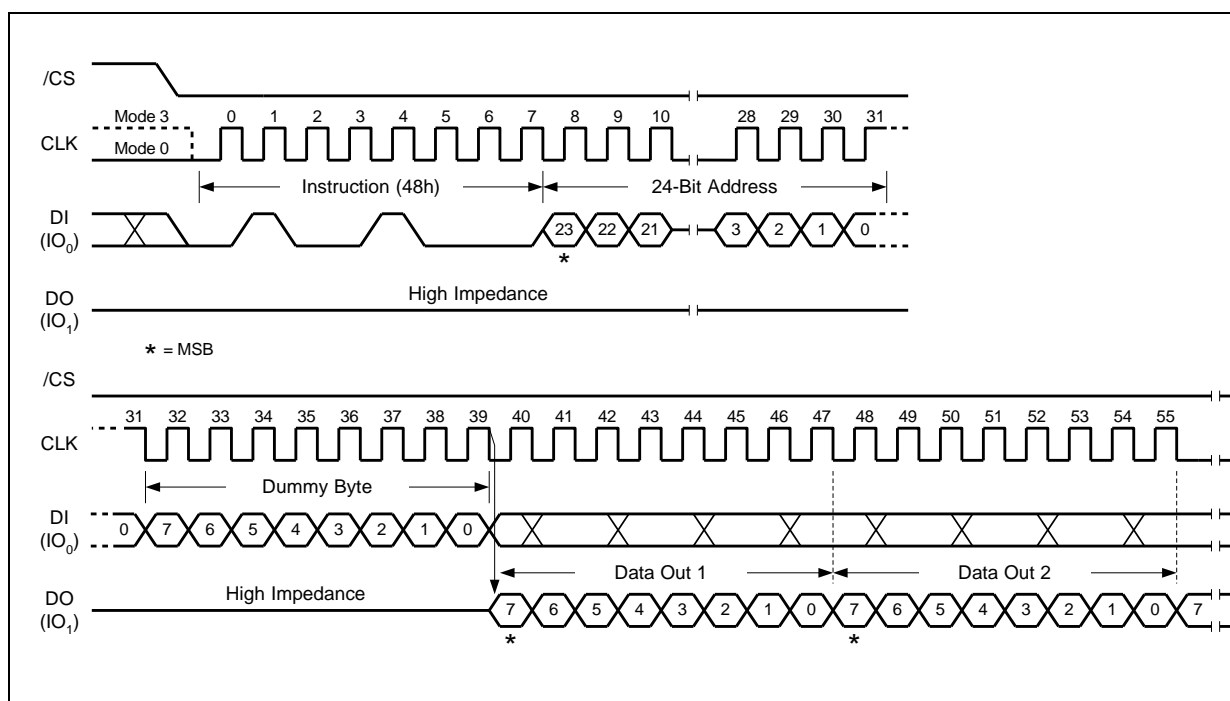 /CS
Mode 3 0 1 2 3 4 5 6 7 8 9 10 28 29 30 31
CLK
Mode 0
Instruction (48h) 24-Bit Address
DI
(IO0) 23 22 21 3 2 1 0
*
High Impedance
DO
(IO1)
* = MSB
/CS
31 32 33 34 35 36 37 38 39 40 41 42 43 44 45 46 47 48 49 50 51 52 53 54 55
CLK
Dummy Byte
DI
(IO0) 0 7 6 5 4 3 2 1 0
Data Out 1 Data Out 2
High Impedance
DO
(IO1) 7 6 5 4 3 2 1 0 7 6 5 4 3 2 1 0 7
* *